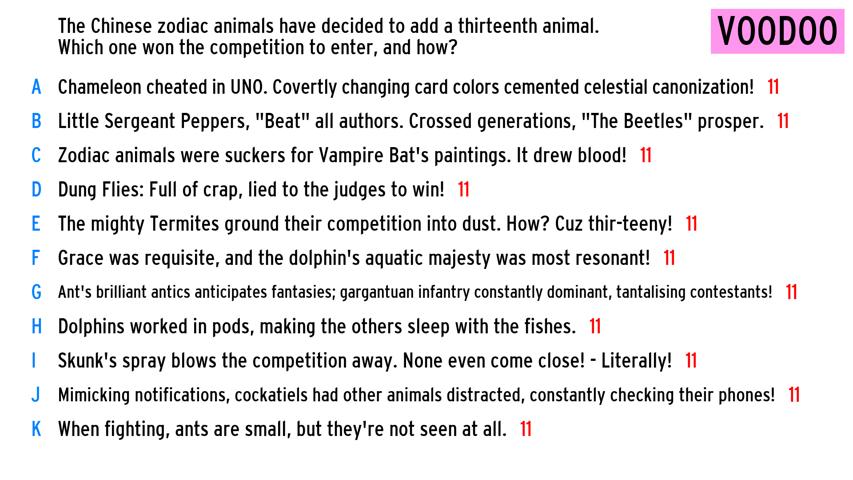 The Chinese zodiac animals have decided to add a thirteenth animal.
Which one won the competition to enter, and how?
VOODOO
A Chameleon cheated in UNO. Covertly changing card colors cemented celestial canonization! 11
B Little Sergeant Peppers, "Beat" all authors. Crossed generations, "The Beetles" prosper. 11
C Zodiac animals were suckers for Vampire Bat's paintings. It drew blood! 11
D Dung Flies: Full of crap, lied to the judges to win! 11
E The mighty Termites ground their competition into dust. How? Cuz thir-teeny! 11
F Grace was requisite, and the dolphin's aquatic majesty was most resonant! 11
G Ant's brilliant antics anticipates fantasies; gargantuan infantry constantly dominant, tantalising contestants! 11
H Dolphins worked in pods, making the others sleep with the fishes. 11
I Skunk's spray blows the competition away. None even come close! - Literally! 11
J Mimicking notifications, cockatiels had other animals distracted, constantly checking their phones! 11
K When fighting, ants are small, but they're not seen at all. 11